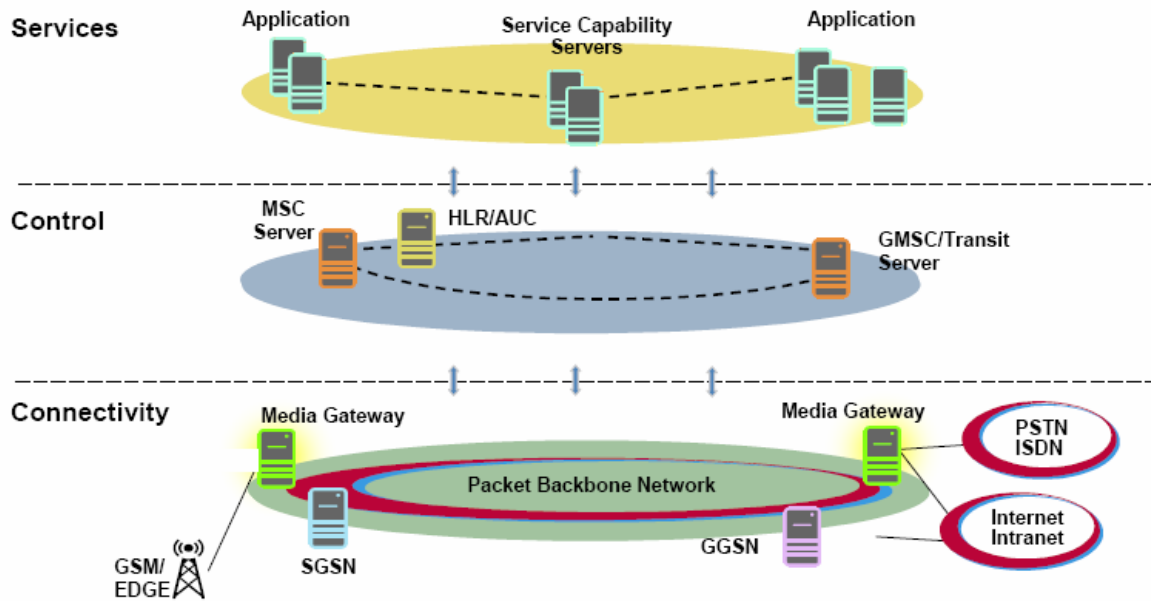 Services
Application
Service Capability
Servers
Application
Control
MSC
Server
HLR/AUC
GMSC/Transit
Server
Connectivity
Media Gateway
Media Gateway
PSTN
ISDN
Packet Backbone Network
Internet
Intranet
GSM/
EDGE
SGSN
GGSN